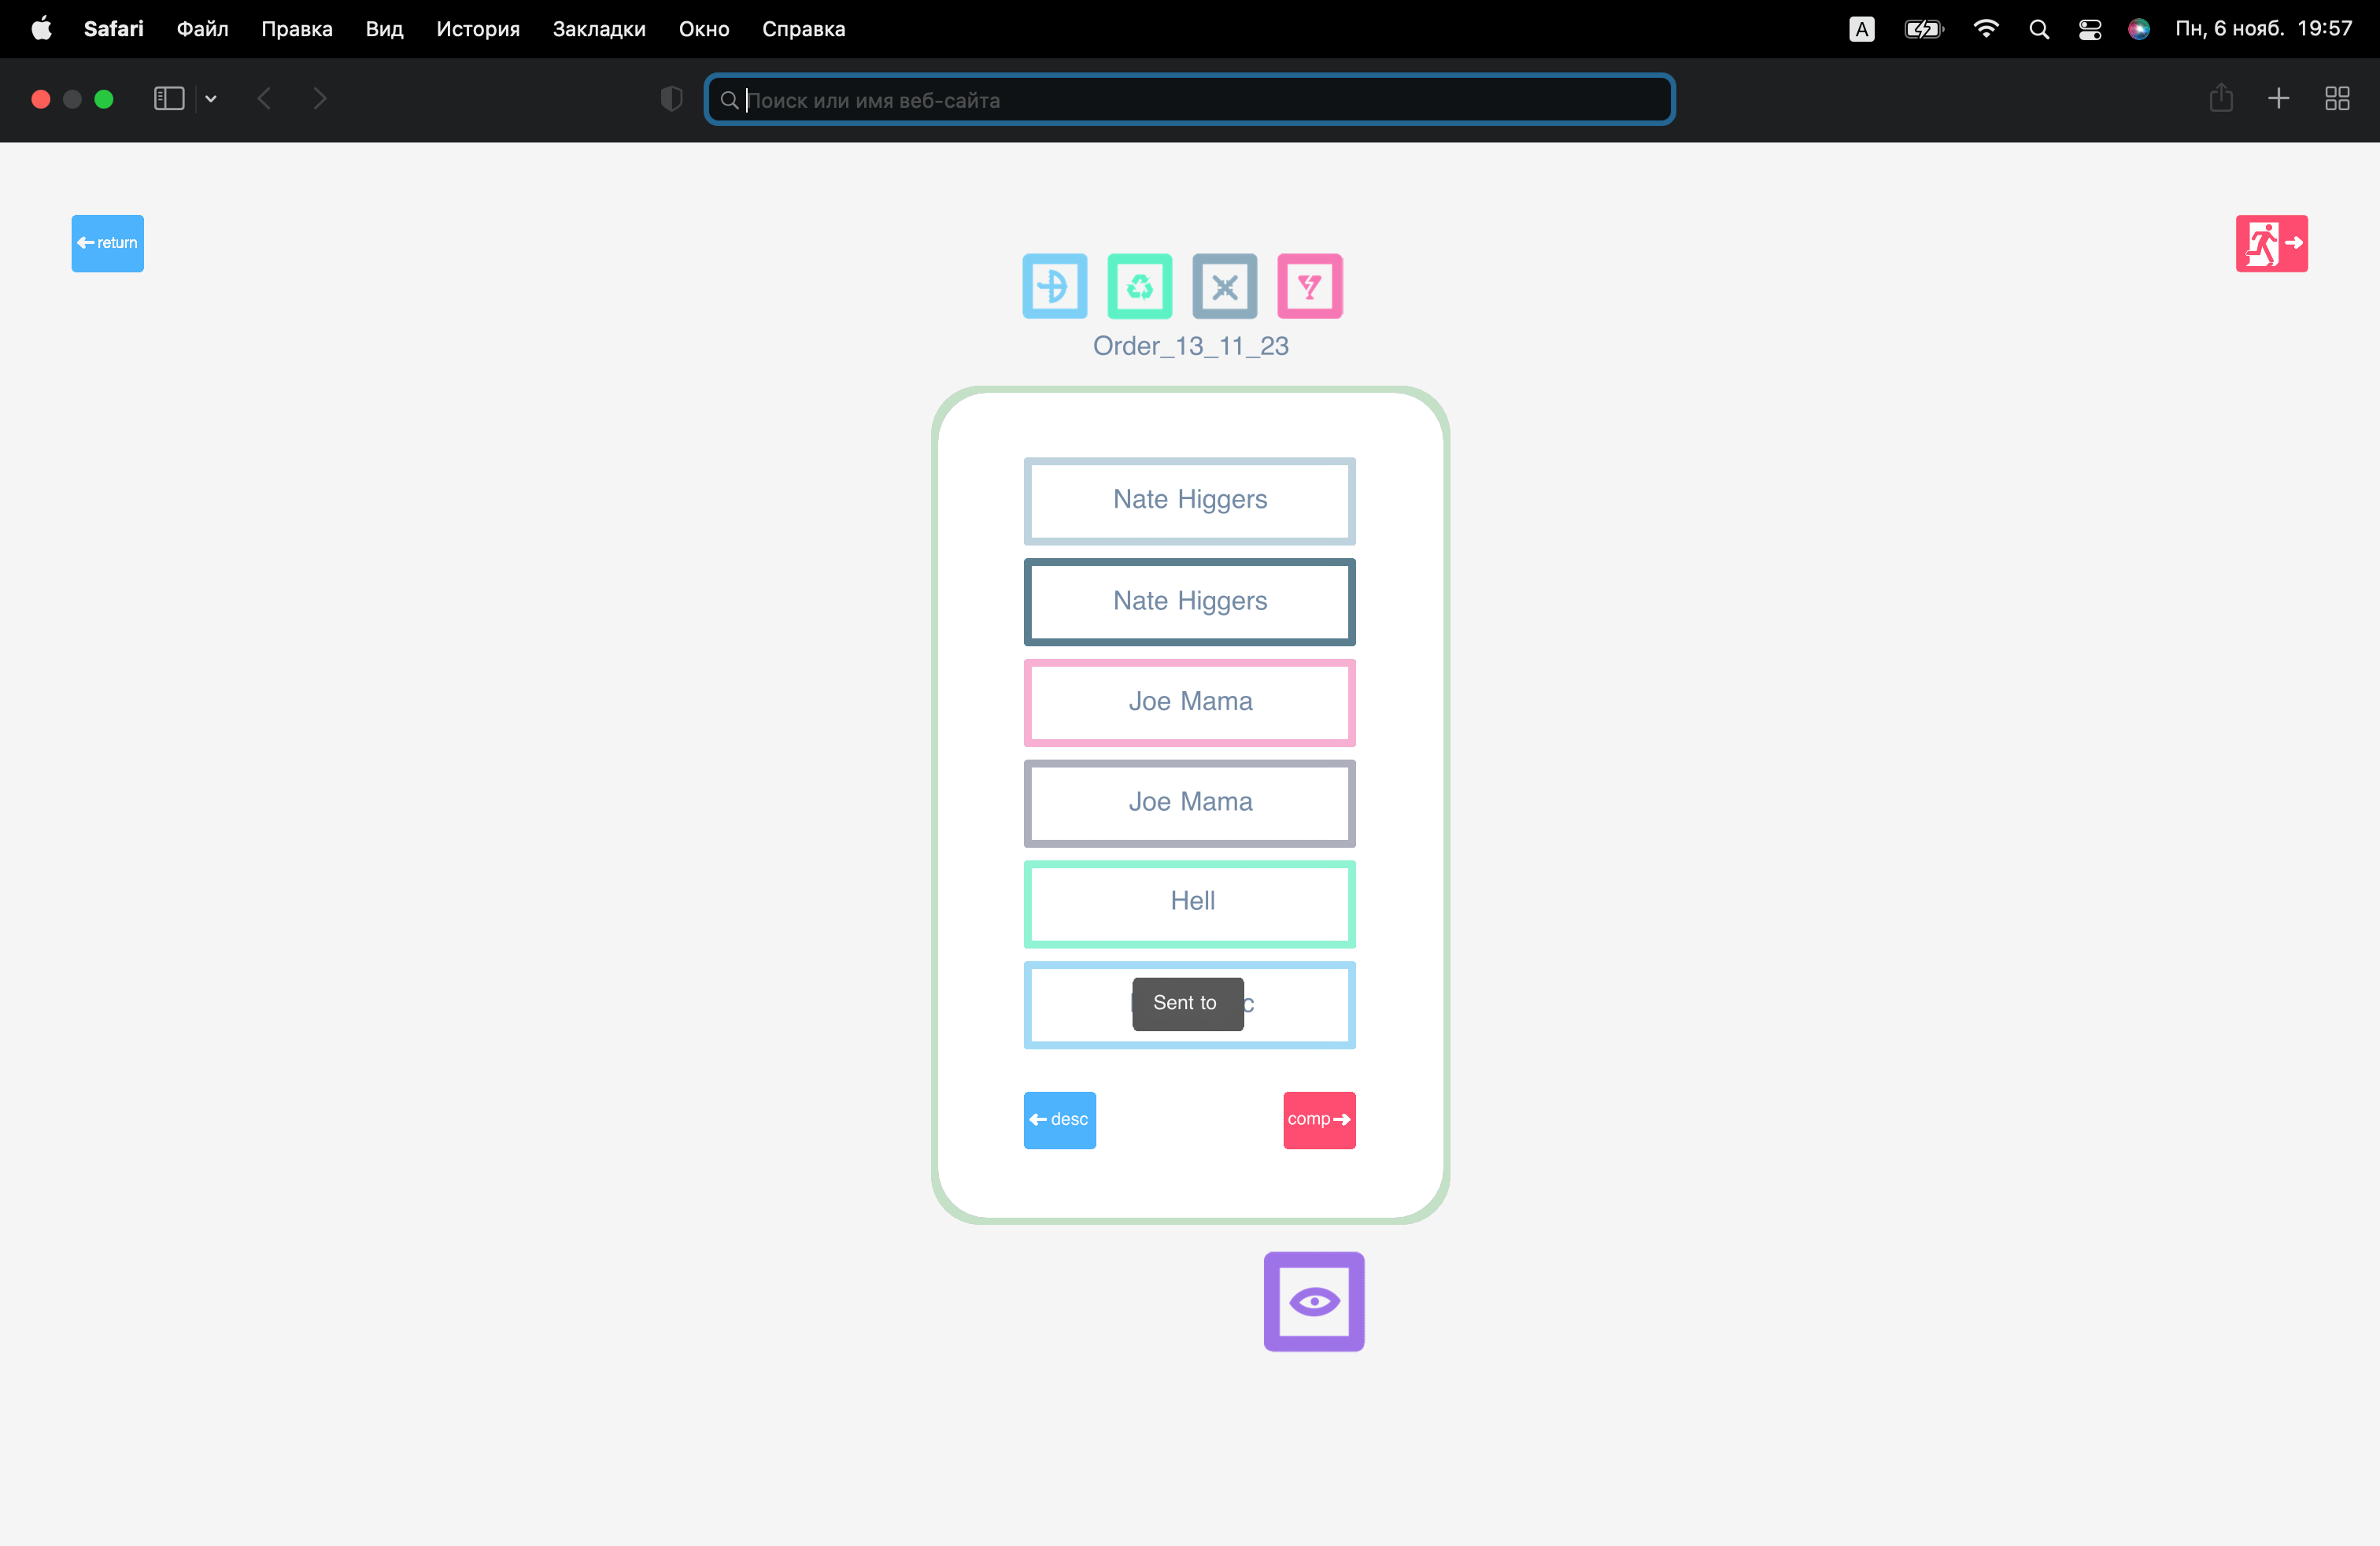 Safari Файл Правка Вид История Закладки Окно Справка A Пн, 6 нояб. 19:57
Поиск или имя веб-сайта
return
Order_13_11_23
Nate Higgers
Nate Higgers
Joe Mama
Joe Mama
Hell
Sent to
desc comp